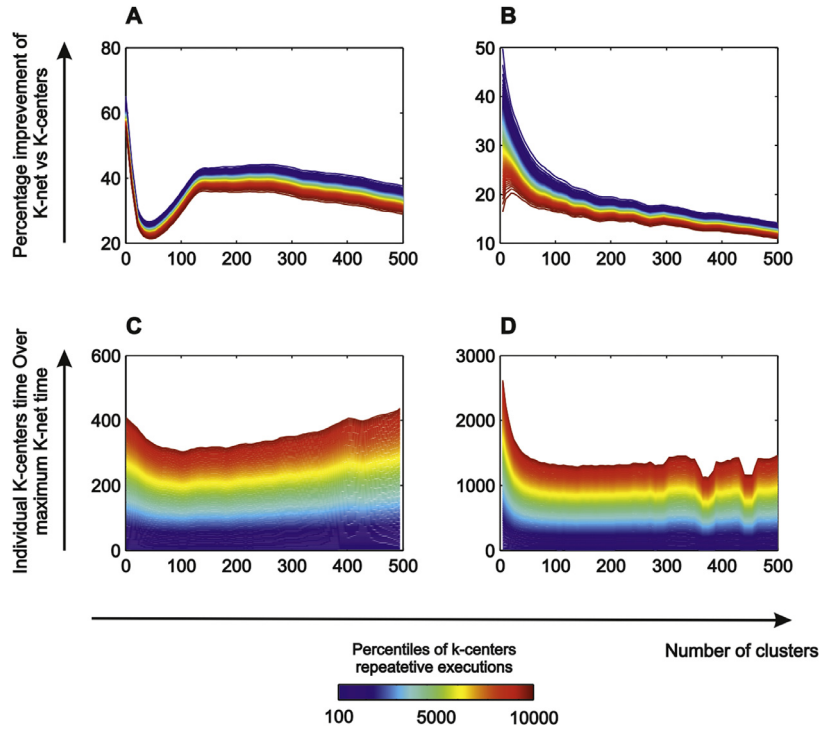 A
B
Percentage imprevement of
K-net vs K-centers
80
60
40
20
0 100 200 300 400 500
50
40
30
20
10
0 100 200 300 400 500
C
D
Individual K-centers time Over
maximum K-net time
600
400
200
0
0 100 200 300 400 500
3000
2000
1000
0
0 100 200 300 400 500
Number of clusters
Percentiles of k-centers
repeatetive executions
100 5000 10000